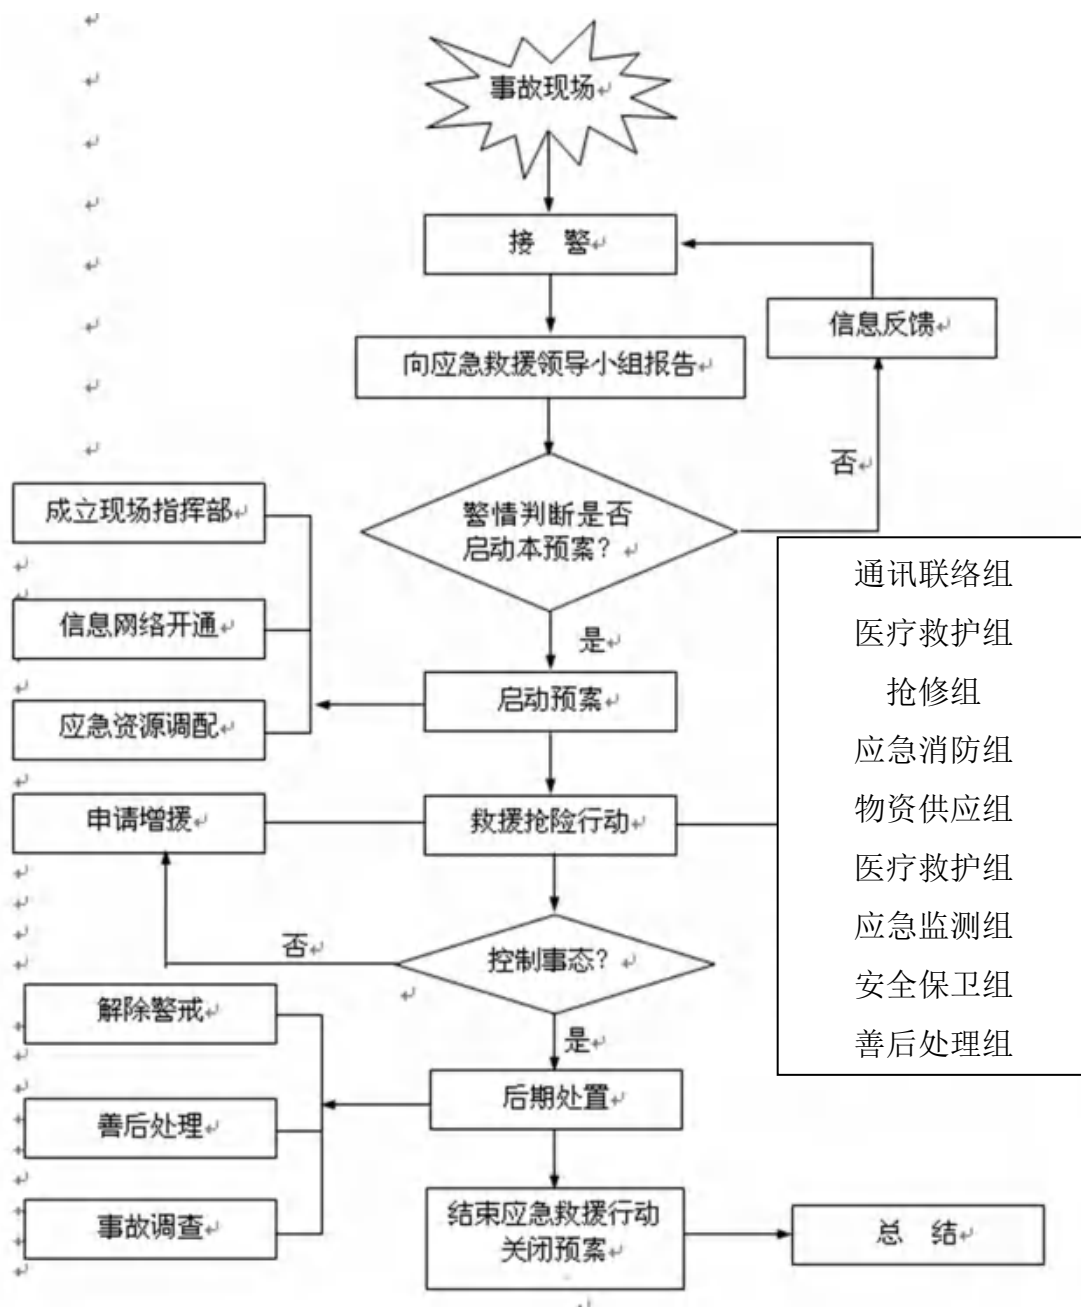 事故现场
接 警
信息反馈
向应急救援领导小组报告
否
成立现场指挥部
警情判断是否
启动本预案？
信息网络开通
是
启动预案
应急资源调配
通讯联络组
医疗救护组
抢修组
应急消防组
物资供应组
医疗救护组
应急监测组
安全保卫组
善后处理组
申请增援
救援抢险行动
否
控制事态？
解除警戒
是
后期处置
善后处理
事故调查
结束应急救援行动
关闭预案
总 结